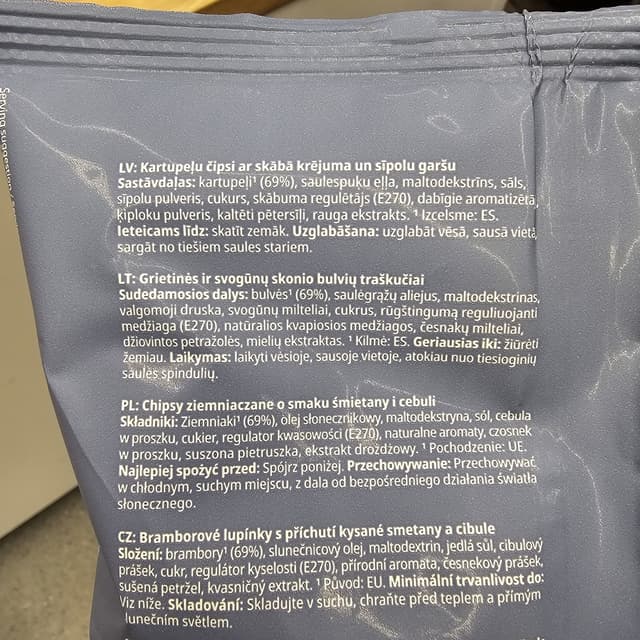 Serving suggestion
LV: Kartupeļu čipsi ar skābā krējuma un sīpolu garšu
Sastāvdaļas: kartupeļi¹ (69%), saulespuķu eļļa, maltodekstrīns, sāls,
sīpolu pulveris, cukurs, skābuma regulētājs (E270), dabīgie aromatizētā,
ķiploku pulveris, kaltēti pētersīļi, rauga ekstrakts. ¹ Izcelsme: ES.
Ieteicams līdz: skatīt zemāk. Uzglabāšana: uzglabāt vēsā, sausā vietā,
sargāt no tiešiem saules stariem.
LT: Grietinės ir svogūnų skonio bulvių traškučiai
Sudedamosios dalys: bulvės¹ (69%), saulėgrąžų aliejus, maltodekstrinas,
valgomoji druska, svogūnų milteliai, cukrus, rūgštingumą reguliuojanti
medžiaga (E270), natūralios kvapiosios medžiagos, česnakų milteliai,
džiovintos petražolės, mielių ekstraktas. ¹ Kilmė: ES. Geriausias iki: žiūrėti
žemiau. Laikymas: laikyti vėsioje, sausoje vietoje, atokiau nuo tiesioginių
saulės spindulių.
PL: Chipsy ziemniaczane o smaku śmietany i cebuli
Składniki: Ziemniaki¹ (69%), olej słonecznikowy, maltodekstryna, sól, cebula
w proszku, cukier, regulator kwasowości (E270), naturalne aromaty, czosnek
w proszku, suszona pietruszka, ekstrakt drożdżowy. ¹ Pochodzenie: UE.
Najlepiej spożyć przed: Spójrz poniżej. Przechowywanie: Przechowywać
w chłodnym, suchym miejscu, z dala od bezpośredniego działania światła
słonecznego.
CZ: Bramborové lupínky s příchutí kysané smetany a cibule
Složení: brambory¹ (69%), slunečnicový olej, maltodextrin, jedlá sůl, cibulový
prášek, cukr, regulátor kyselosti (E270), přírodní aromata, česnekový prášek,
sušená petržel, kvasničný extrakt. ¹ Původ: EU. Minimální trvanlivost do:
Viz níže. Skladování: Skladujte v suchu, chraňte před teplem a přímým
lunečním světlem.